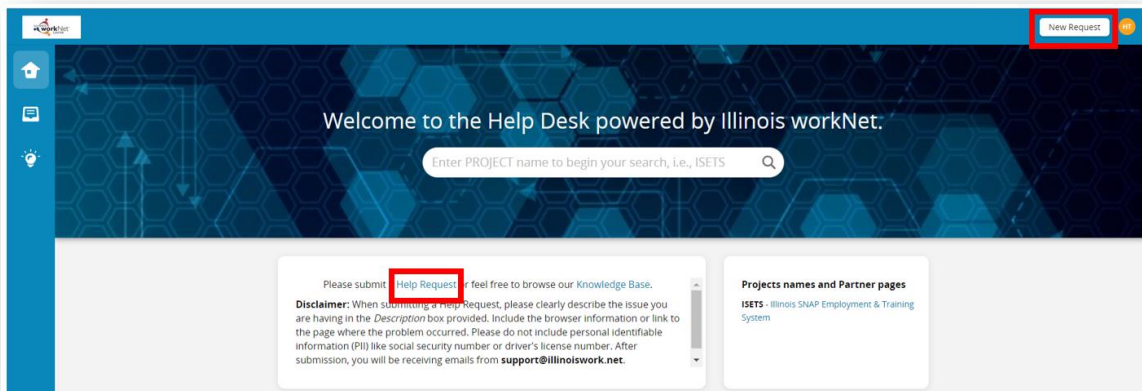 workNet
New Request
HT
Welcome to the Help Desk powered by Illinois workNet.
Enter PROJECT name to begin your search, i.e., ISETS
Please submit Help Request or feel free to browse our Knowledge Base.
Disclaimer: When submitting a Help Request, please clearly describe the issue you
are having in the Description box provided. Include the browser information or link to
the page where the problem occurred. Please do not include personal identifiable
information (PII) like social security number or driver's license number. After
submission, you will be receiving emails from support@illinoiswork.net.
Projects names and Partner pages
ISETS - Illinois SNAP Employment & Training
System